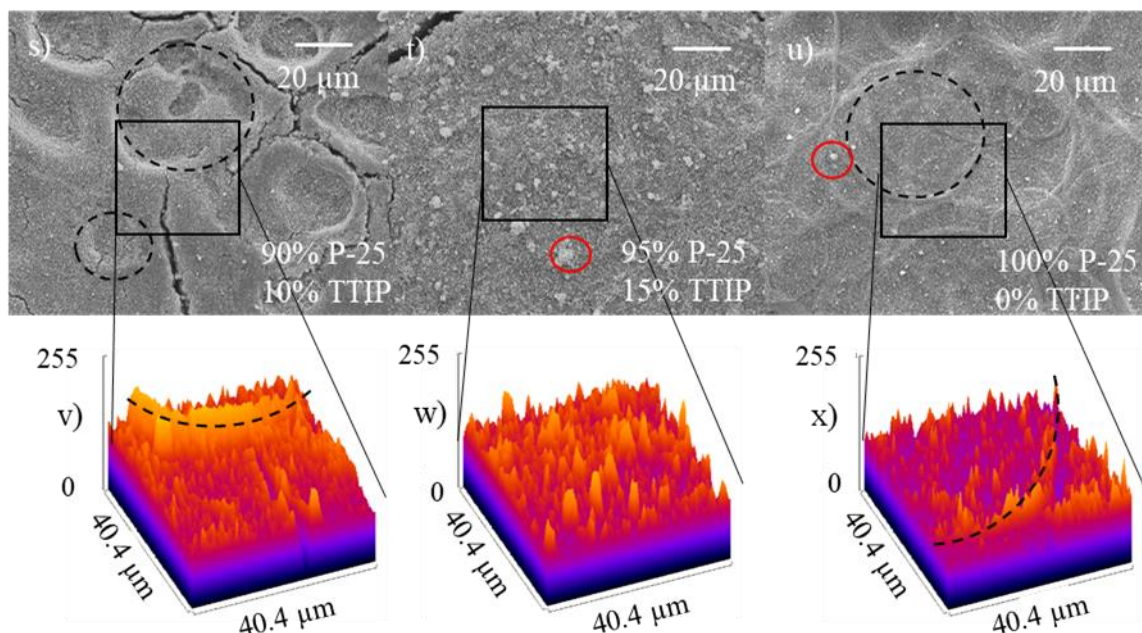 s)
20 µm
90% P-25
10% TTIP
t)
20 µm
95% P-25
15% TTIP
u)
20 µm
100% P-25
0% TTIP
255
v)
0
40.4 µm
40.4 µm
255
w)
0
40.4 µm
40.4 µm
255
x)
0
40.4 µm
40.4 µm